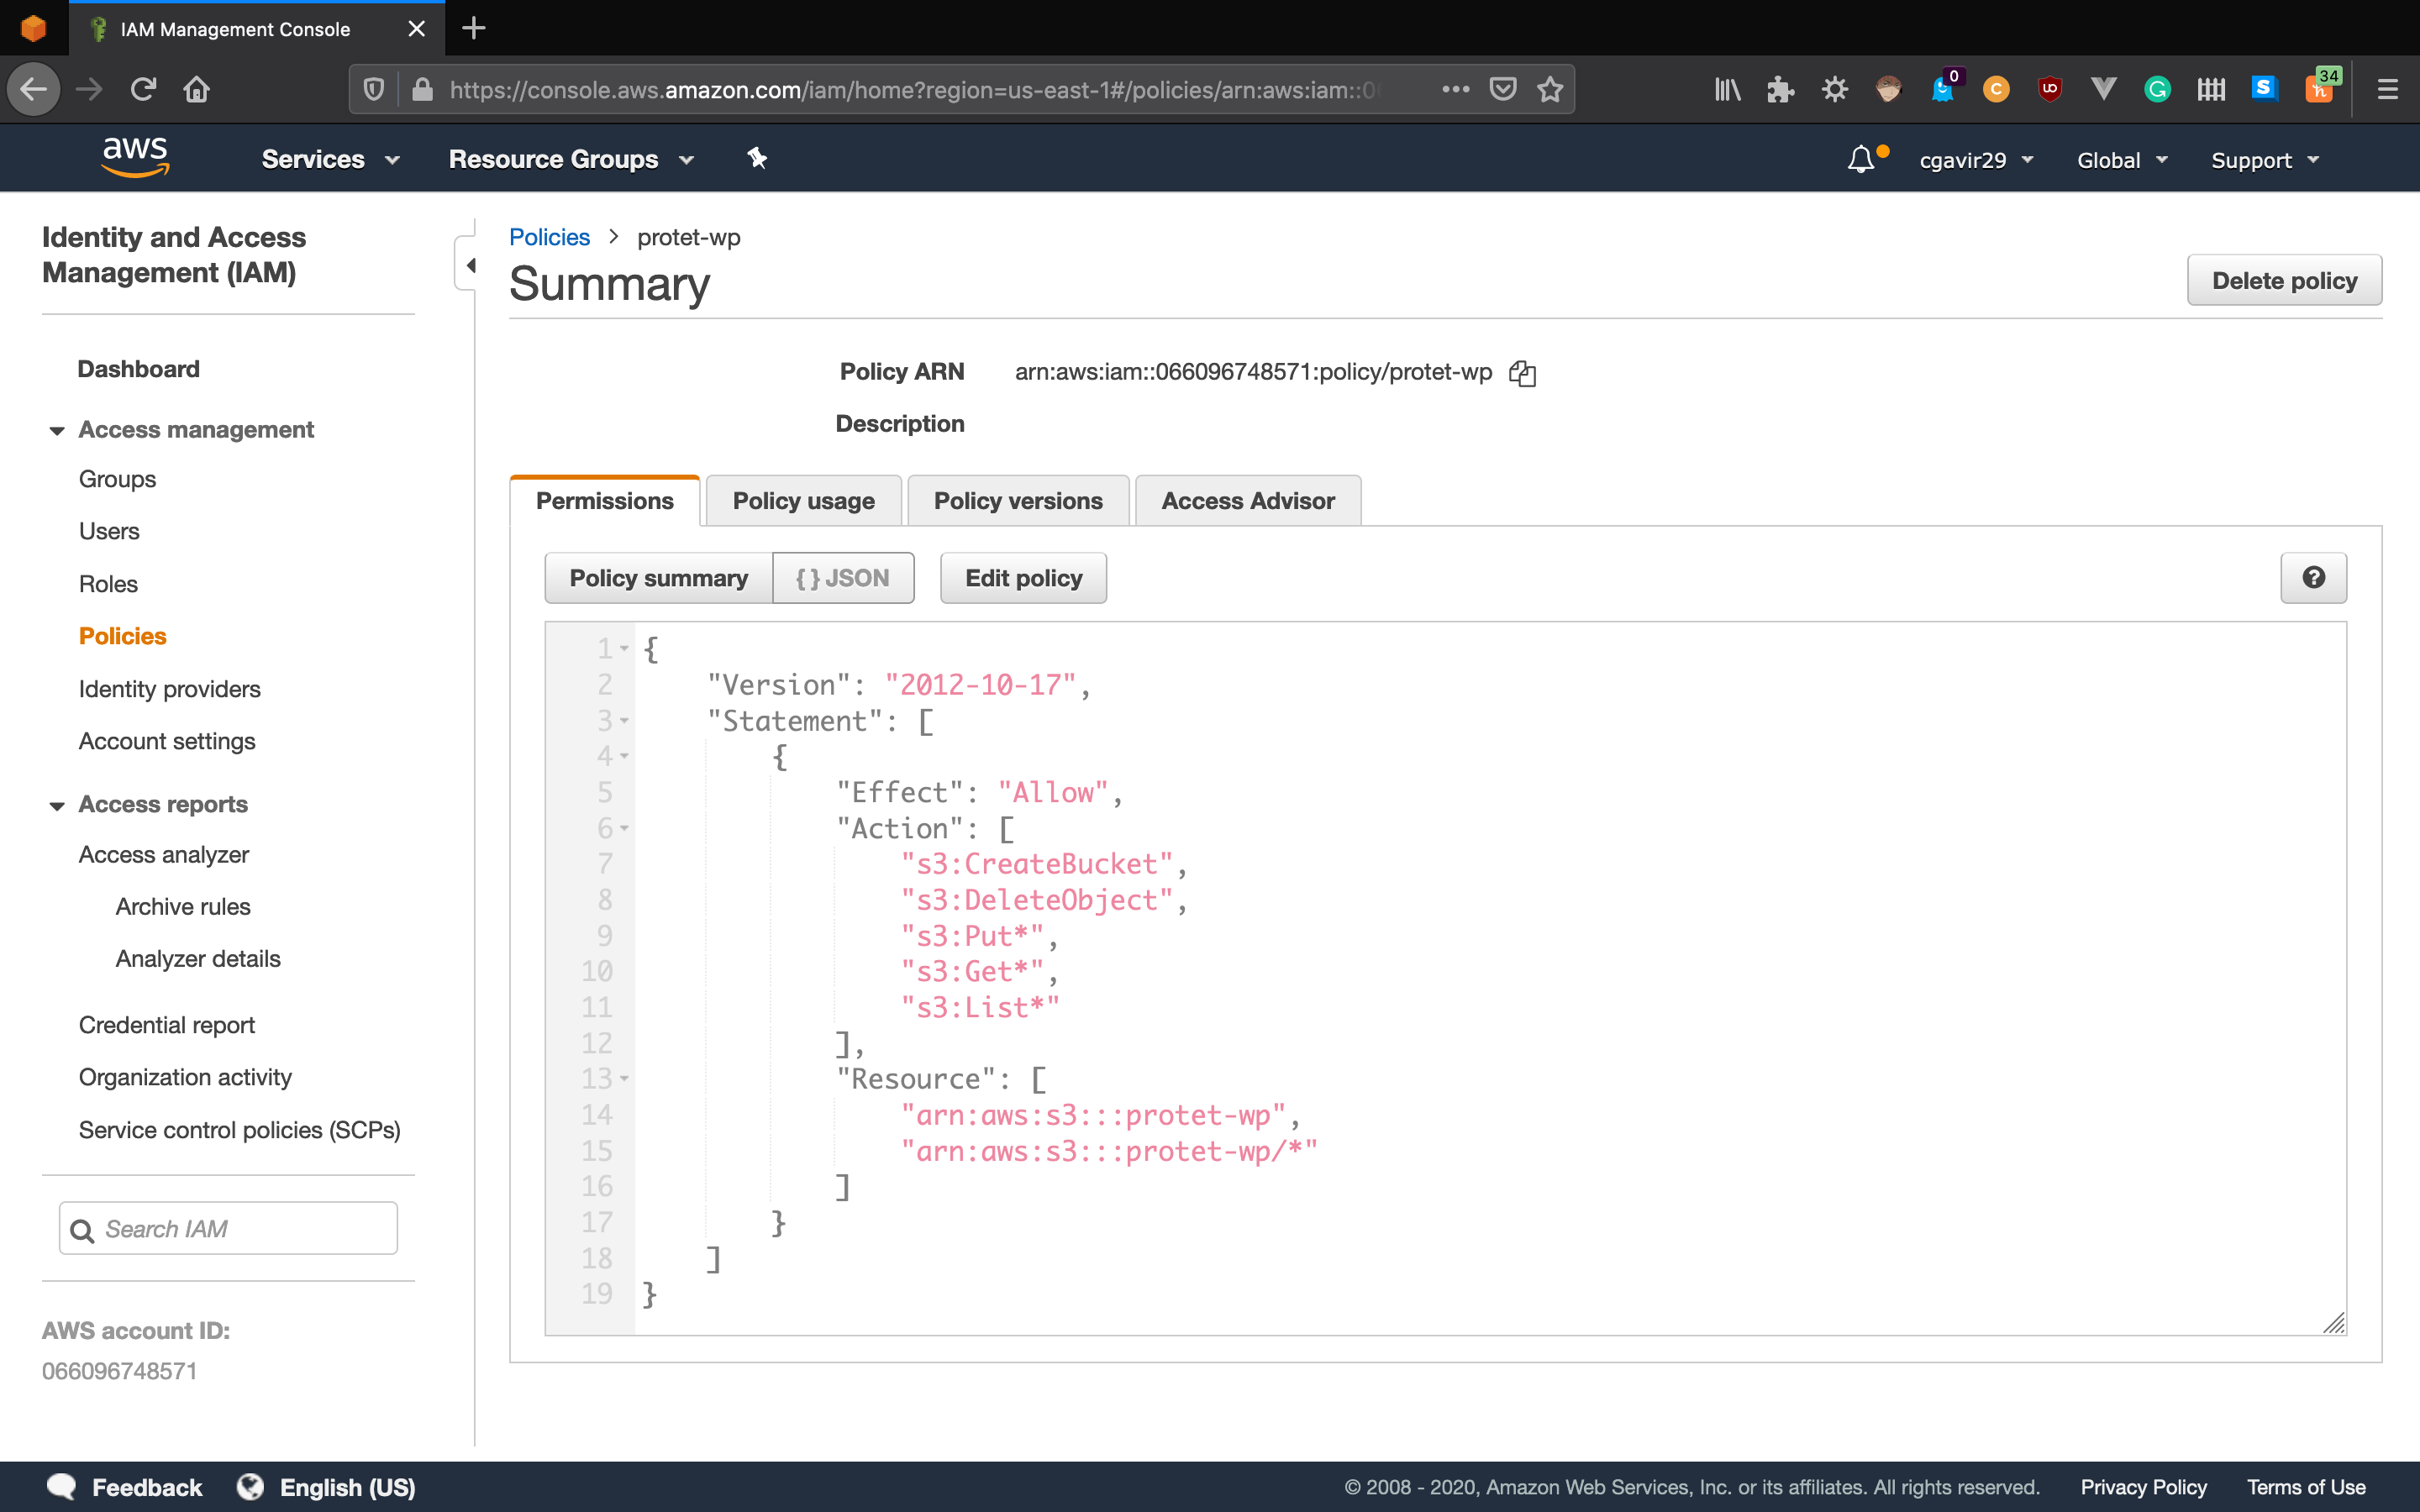 IAM Management Console
https://console.aws.amazon.com/iam/home?region=us-east-1#/policies/arn:aws:iam::0
0
34
aws
Services
Resource Groups
cgavir29
Global
Support
Identity and Access
Management (IAM)
Dashboard
Access management
Groups
Users
Roles
Policies
Identity providers
Account settings
Access reports
Access analyzer
Archive rules
Analyzer details
Credential report
Organization activity
Service control policies (SCPs)
Search IAM
AWS account ID:
066096748571
Policies > protet-wp
Summary
Delete policy
Policy ARN arn:aws:iam::066096748571:policy/protet-wp
Description
Permissions
Policy usage
Policy versions
Access Advisor
Policy summary
{ } JSON
Edit policy
?
1 {
2 "Version": "2012-10-17",
3 "Statement": [
4 {
5 "Effect": "Allow",
6 "Action": [
7 "s3:CreateBucket",
8 "s3:DeleteObject",
9 "s3:Put*",
10 "s3:Get*",
11 "s3:List*"
12 ],
13 "Resource": [
14 "arn:aws:s3:::protet-wp",
15 "arn:aws:s3:::protet-wp/*"
16 ]
17 }
18 ]
19 }
Feedback
English (US)
© 2008 - 2020, Amazon Web Services, Inc. or its affiliates. All rights reserved.
Privacy Policy
Terms of Use